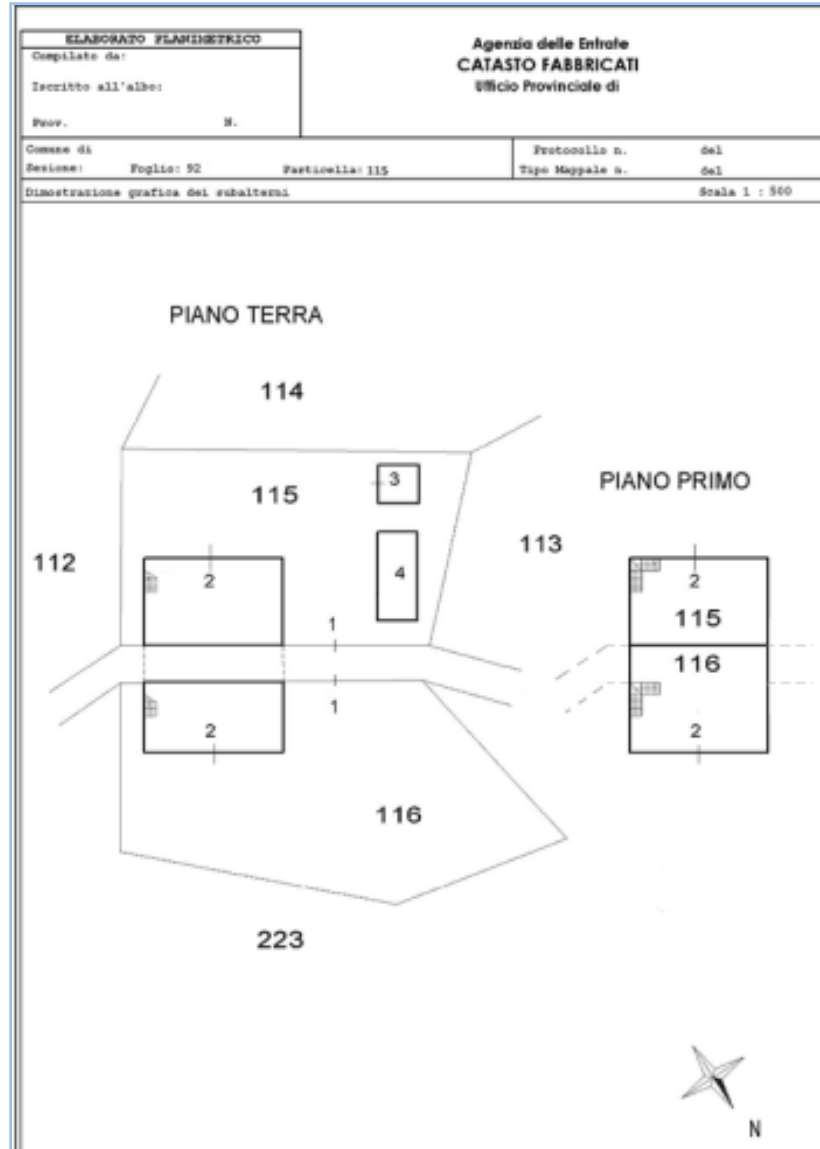 ELABORATO PLANIMETRICO
Compilato da:
Iscritto all'albo:
Prov. N.
Agenzia delle Entrate
CATASTO FABBRICATI
Ufficio Provinciale di
Comune di
Sezione: Foglio: 92 Particella: 115
Protocollo n. del
Tipo Mappale n. del
Dimostrazione grafica dei subalterni Scala 1 : 500
PIANO TERRA
114
3
115
PIANO PRIMO
112
113
2
4
2
1
115
116
1
2
2
116
223
N